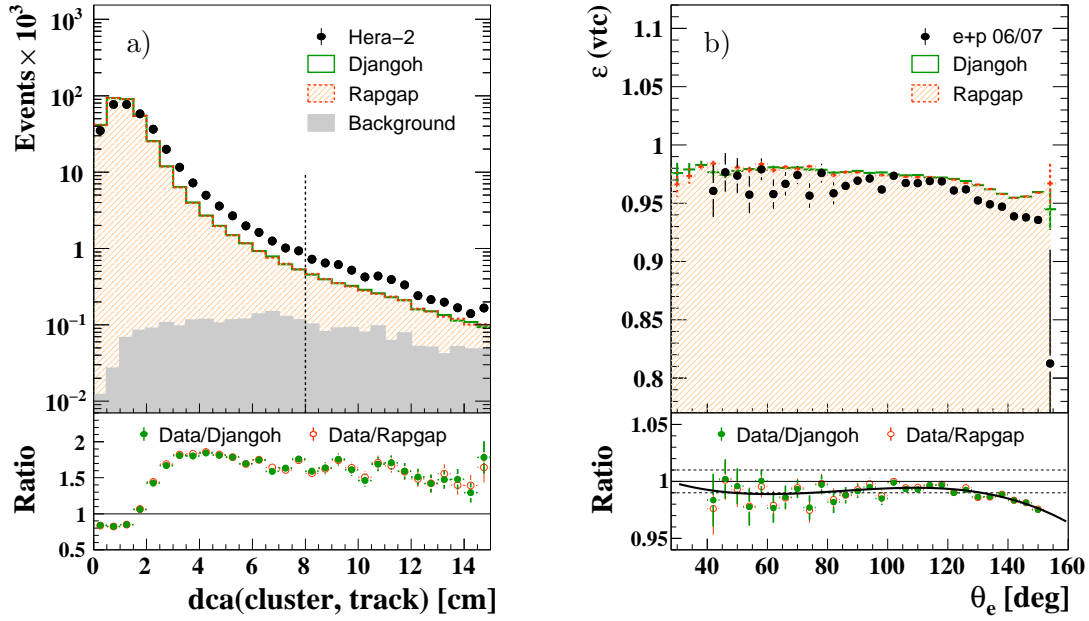 a)
Events × 10³
10³
10²
10
1
10⁻¹
10⁻²
Hera−2
Djangoh
Rapgap
Background
Ratio
2
1.5
1
0.5
Data/Djangoh
Data/Rapgap
0 2 4 6 8 10 12 14
dca(cluster, track) [cm]
b)
ε (vtc)
1.1
1.05
1
0.95
0.9
0.85
0.8
e+p 06/07
Djangoh
Rapgap
Ratio
1.05
1
0.95
Data/Djangoh
Data/Rapgap
40 60 80 100 120 140 160
θₑ [deg]